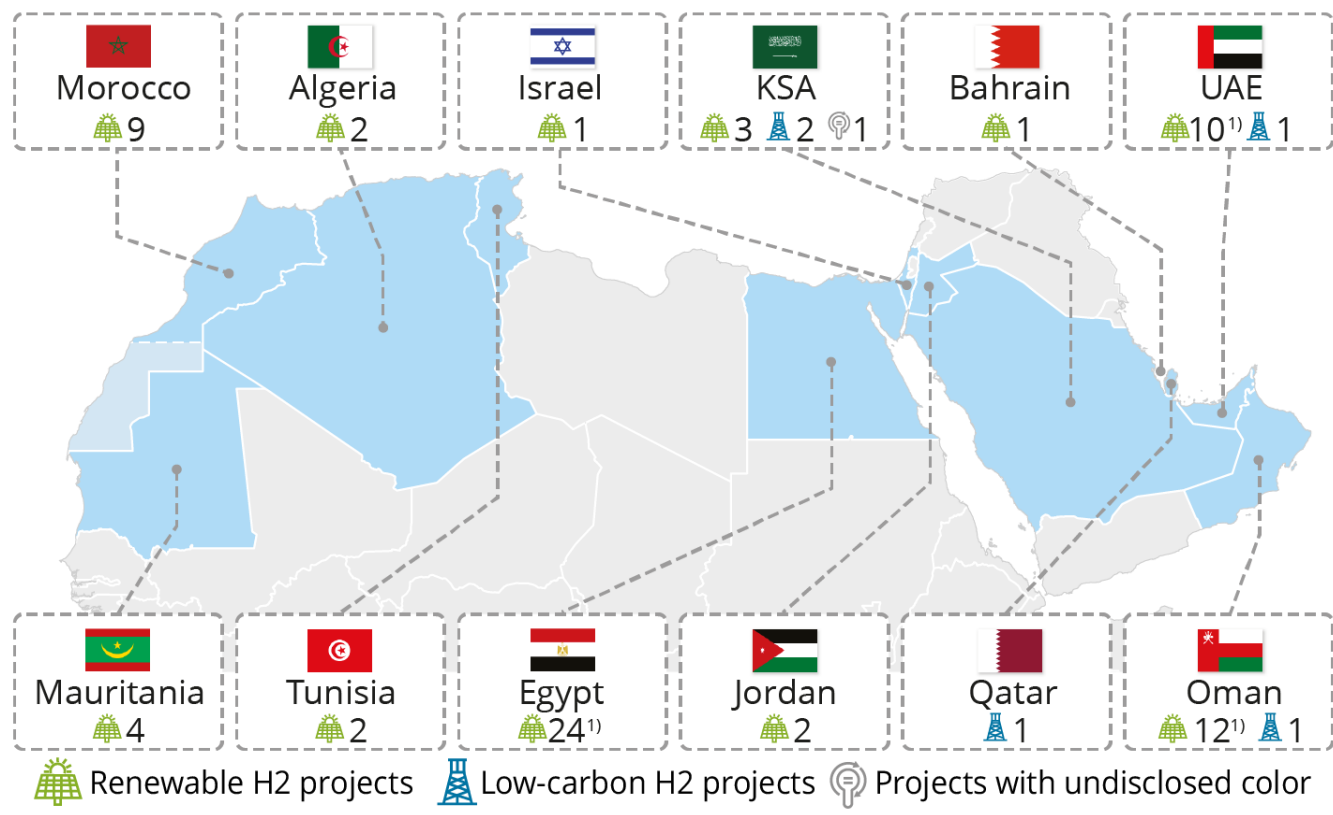 Morocco
9
Algeria
2
Israel
1
KSA
3 2 1
Bahrain
1
UAE
10¹⁾ 1
Mauritania
4
Tunisia
2
Egypt
24¹⁾
Jordan
2
Qatar
1
Oman
12¹⁾ 1
Renewable H2 projects Low-carbon H2 projects Projects with undisclosed color